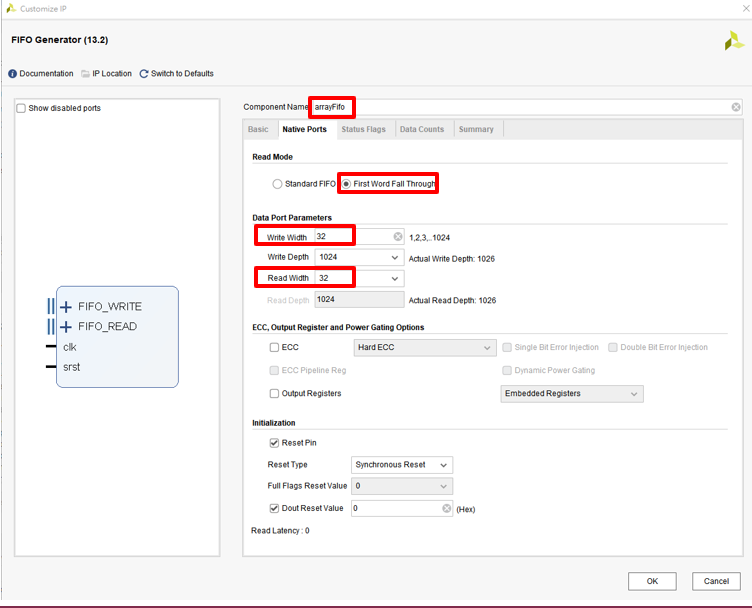 Customize IP
FIFO Generator (13.2)
Documentation IP Location Switch to Defaults
Show disabled ports
Component Name arrayFifo
Basic Native Ports Status Flags Data Counts Summary
Read Mode
Standard FIFO First Word Fall Through
Data Port Parameters
Write Width 32 1,2,3,..1024
Write Depth 1024 Actual Write Depth: 1026
Read Width 32
Read Depth 1024 Actual Read Depth: 1026
FIFO_WRITE
FIFO_READ
clk
srst
ECC, Output Register and Power Gating Options
ECC Hard ECC Single Bit Error Injection Double Bit Error Injection
ECC Pipeline Reg Dynamic Power Gating
Output Registers Embedded Registers
Initialization
Reset Pin
Reset Type Synchronous Reset
Full Flags Reset Value 0
Dout Reset Value 0 (Hex)
Read Latency : 0
OK Cancel